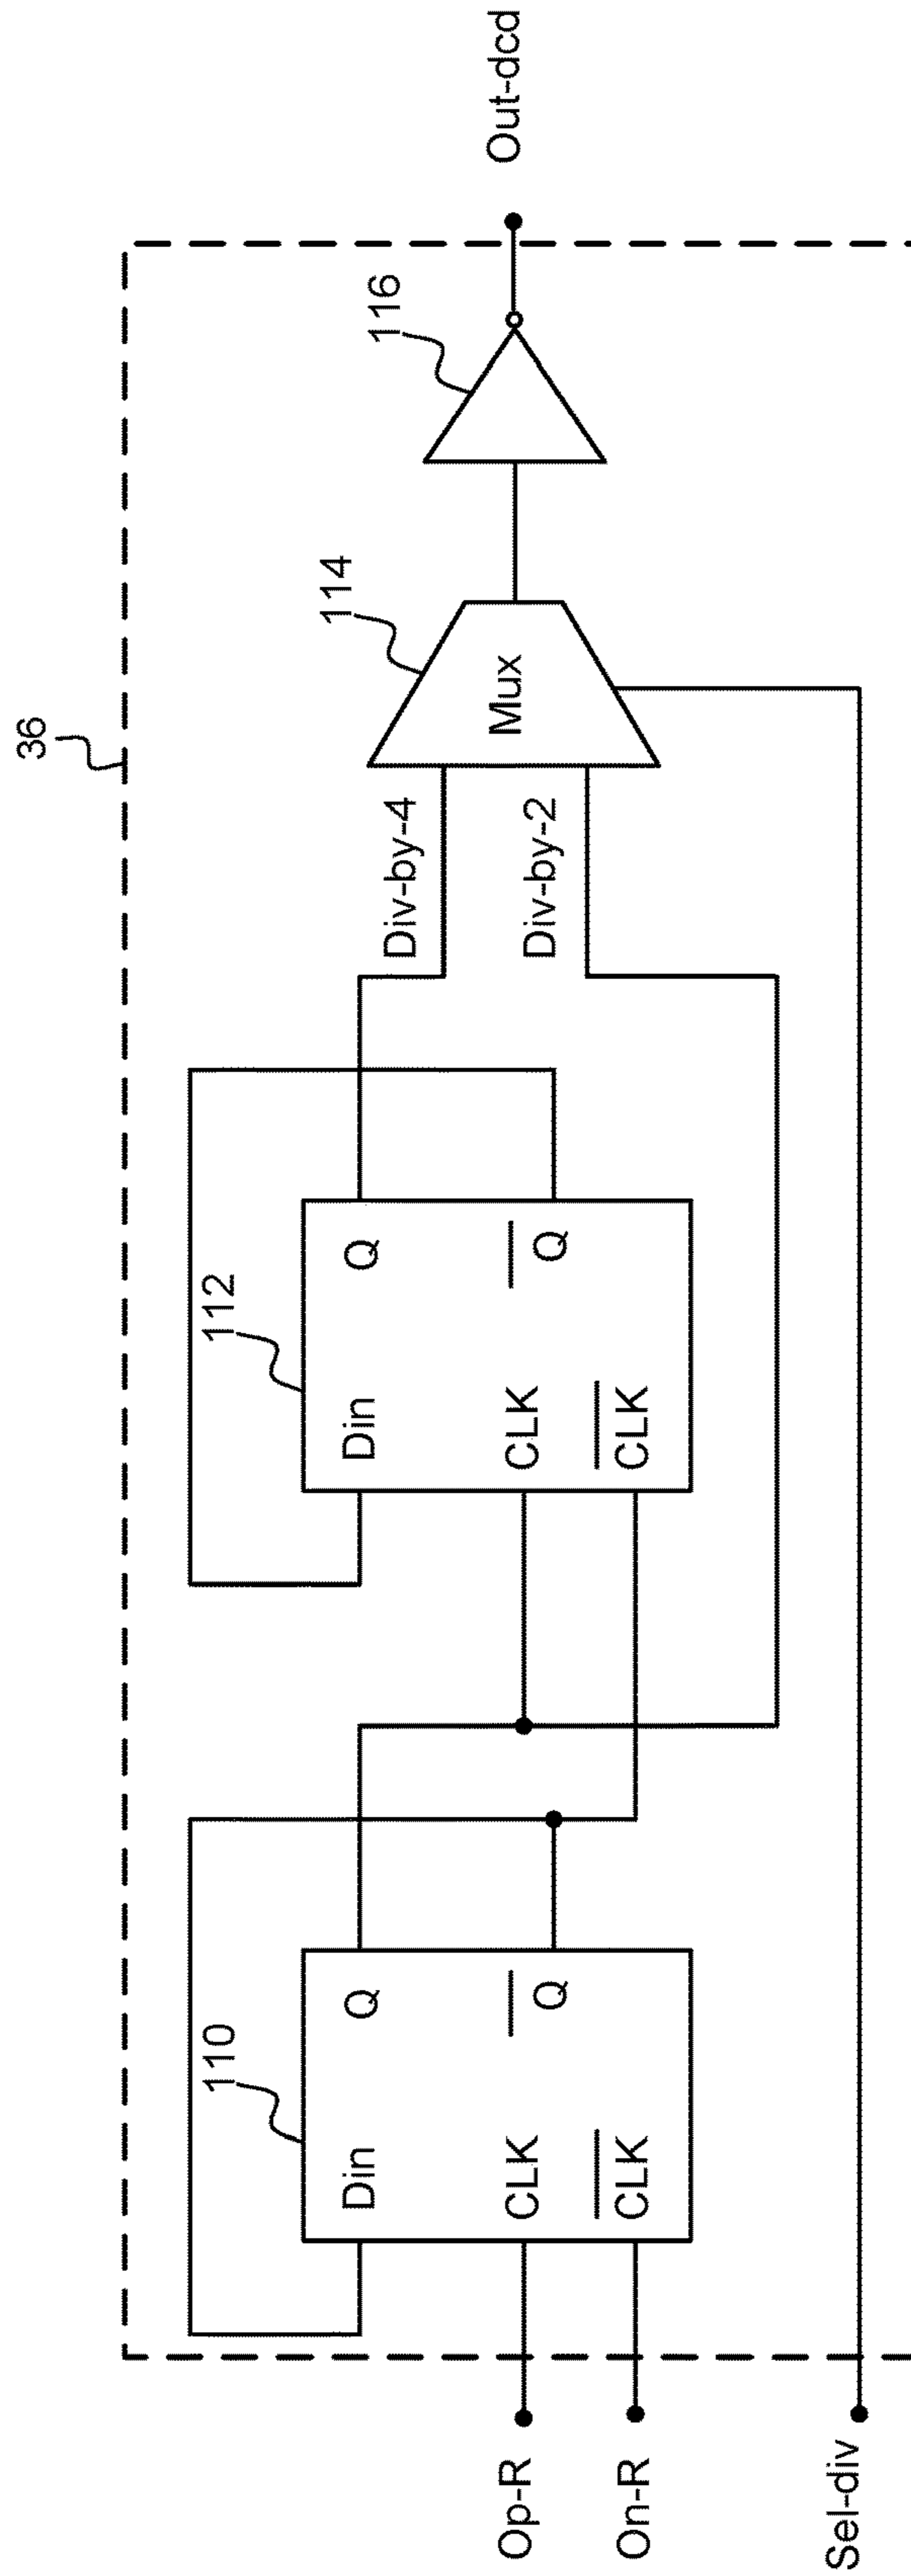 36
110
Din
Q
CLK
Q
CLK
112
Din
Q
CLK
Q
CLK
Div-by-4
Div-by-2
114
Mux
116
Out-dcd
Op-R
On-R
Sel-div